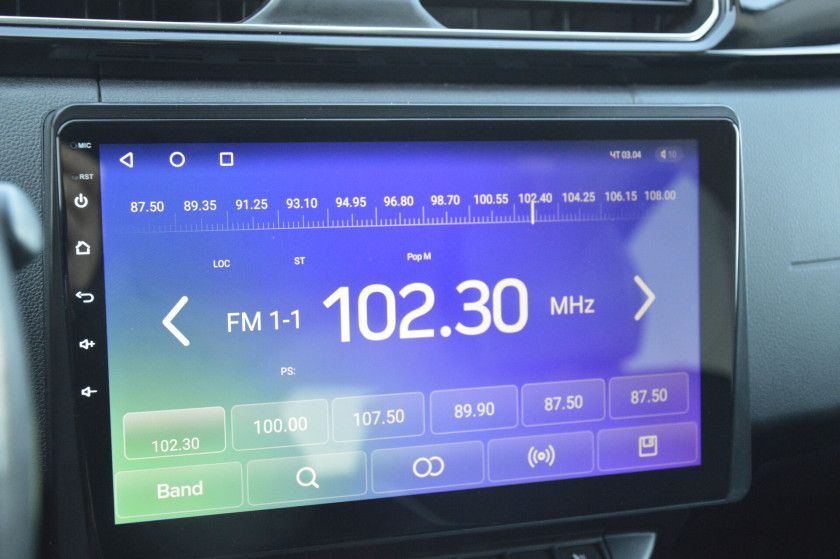 MIC
ЧТ 03.04 10
RST
87.50 89.35 91.25 93.10 94.95 96.80 98.70 100.55 102.40 104.25 106.15 108.00
LOC ST Pop M
FM 1-1 102.30 MHz
PS:
102.30 100.00 107.50 89.90 87.50 87.50
Band